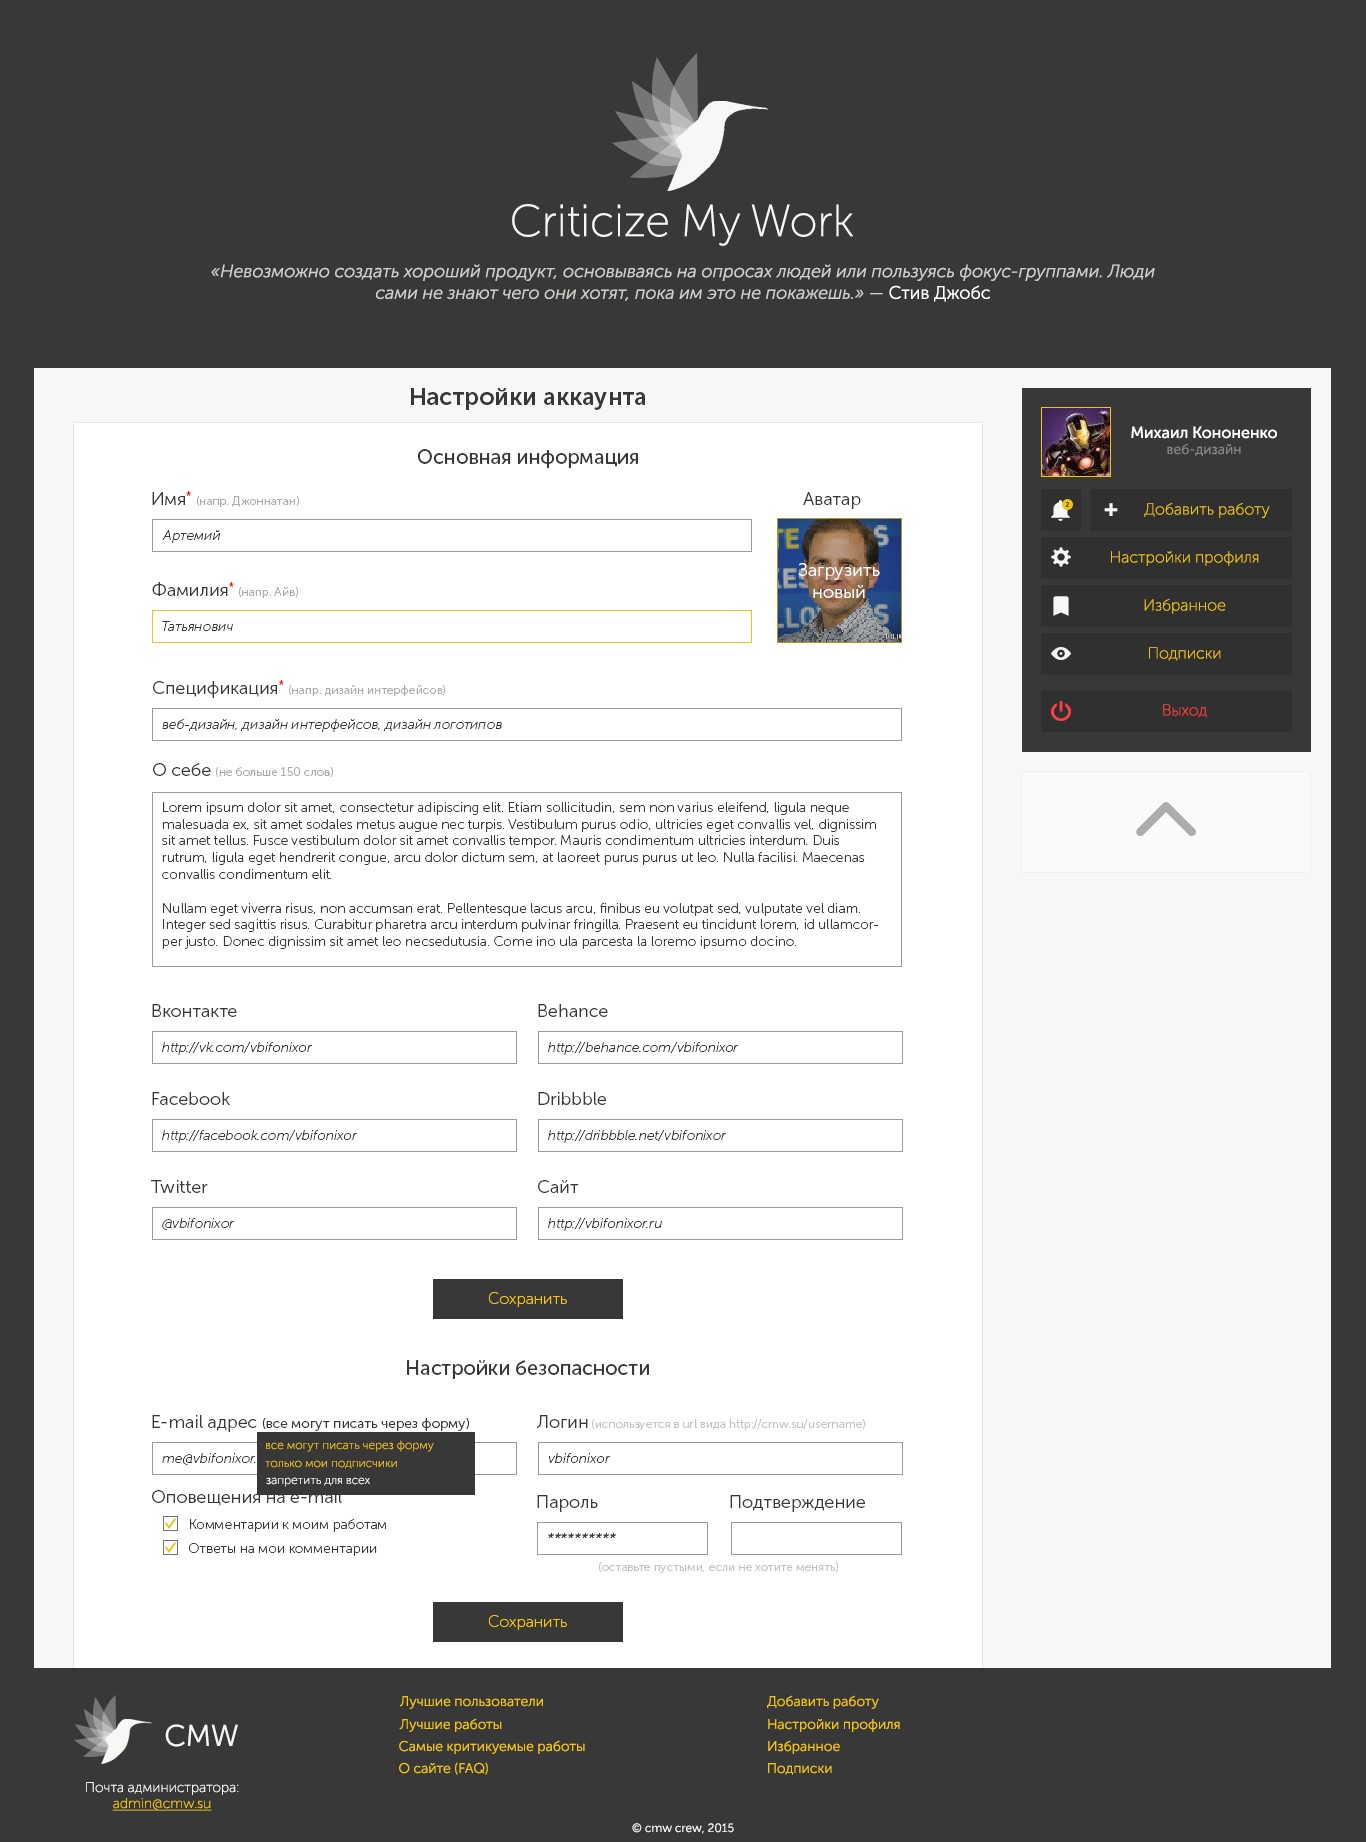 Criticize My Work
«Невозможно создать хороший продукт, основываясь на опросах людей или пользуясь фокус-группами. Люди
сами не знают чего они хотят, пока им это не покажешь.» — Стив Джобс
Настройки аккаунта
Основная информация
Имя* (напр. Джоннатан)
Артемий
Аватар
Загрузить
новый
Фамилия* (напр. Айв)
Татьянович
Спецификация* (напр. дизайн интерфейсов)
веб-дизайн, дизайн интерфейсов, дизайн логотипов
О себе (не больше 150 слов)
Lorem ipsum dolor sit amet, consectetur adipiscing elit. Etiam sollicitudin, sem non varius eleifend, ligula neque
malesuada ex, sit amet sodales metus augue nec turpis. Vestibulum purus odio, ultricies eget convallis vel, dignissim
sit amet tellus. Fusce vestibulum dolor sit amet convallis tempor. Mauris condimentum ultricies interdum. Duis
rutrum, ligula eget hendrerit congue, arcu dolor dictum sem, at laoreet purus purus ut leo. Nulla facilisi. Maecenas
convallis condimentum elit.
Nullam eget viverra risus, non accumsan erat. Pellentesque lacus arcu, finibus eu volutpat sed, vulputate vel diam.
Integer sed sagittis risus. Curabitur pharetra arcu interdum pulvinar fringilla. Praesent eu tincidunt lorem, id ullamcor-
per justo. Donec dignissim sit amet leo necsedutusia. Come ino ula parcesta la loremo ipsumo docino.
Вконтакте
http://vk.com/vbifonixor
Behance
http://behance.com/vbifonixor
Facebook
http://facebook.com/vbifonixor
Dribbble
http://dribbble.net/vbifonixor
Twitter
@vbifonixor
Сайт
http://vbifonixor.ru
Сохранить
Настройки безопасности
E-mail адрес (все могут писать через форму)
me@vbifonixor.
все могут писать через форму
только мои подписчики
запретить для всех
Логин (используется в url вида http://cmw.su/username)
vbifonixor
Оповещения на e-mail
Комментарии к моим работам
Ответы на мои комментарии
Пароль
**********
Подтверждение
(оставьте пустыми, если не хотите менять)
Сохранить
Михаил Кононенко
веб-дизайн
2
Добавить работу
Настройки профиля
Избранное
Подписки
Выход
CMW
Почта администратора:
admin@cmw.su
Лучшие пользователи
Лучшие работы
Самые критикуемые работы
О сайте (FAQ)
Добавить работу
Настройки профиля
Избранное
Подписки
© cmw crew, 2015